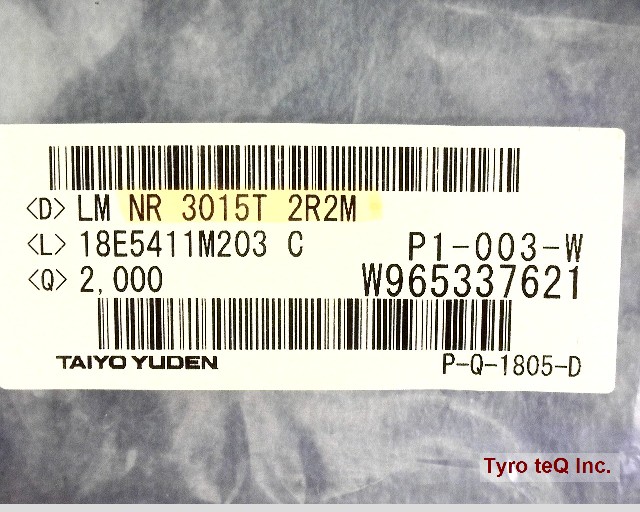 <D> LM NR 3015T 2R2M
<L> 18E5411M203 C P1-003-W
<Q> 2,000 W965337621
TAIYO YUDEN P-Q-1805-D
Tyro teQ Inc.